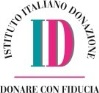 ISTITUTO ITALIANO DONAZIONE
ID
DONARE CON FIDUCIA